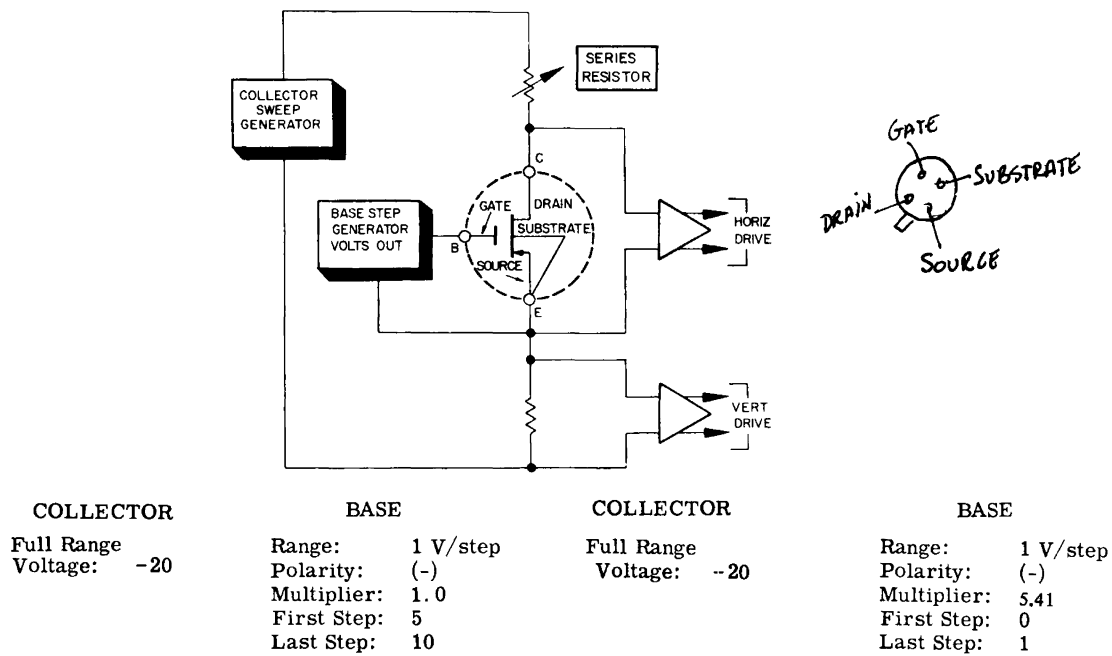 SERIES
RESISTOR
COLLECTOR
SWEEP
GENERATOR
GATE
SUBSTRATE
DRAIN
SOURCE
C
BASE STEP
GENERATOR
VOLTS OUT
GATE
DRAIN
SUBSTRATE
B
SOURCE
E
HORIZ
DRIVE
VERT
DRIVE
COLLECTOR
Full Range
Voltage: -20
BASE
Range: 1 V/step
Polarity: (-)
Multiplier: 1.0
First Step: 5
Last Step: 10
COLLECTOR
Full Range
Voltage: --20
BASE
Range: 1 V/step
Polarity: (-)
Multiplier: 5.41
First Step: 0
Last Step: 1